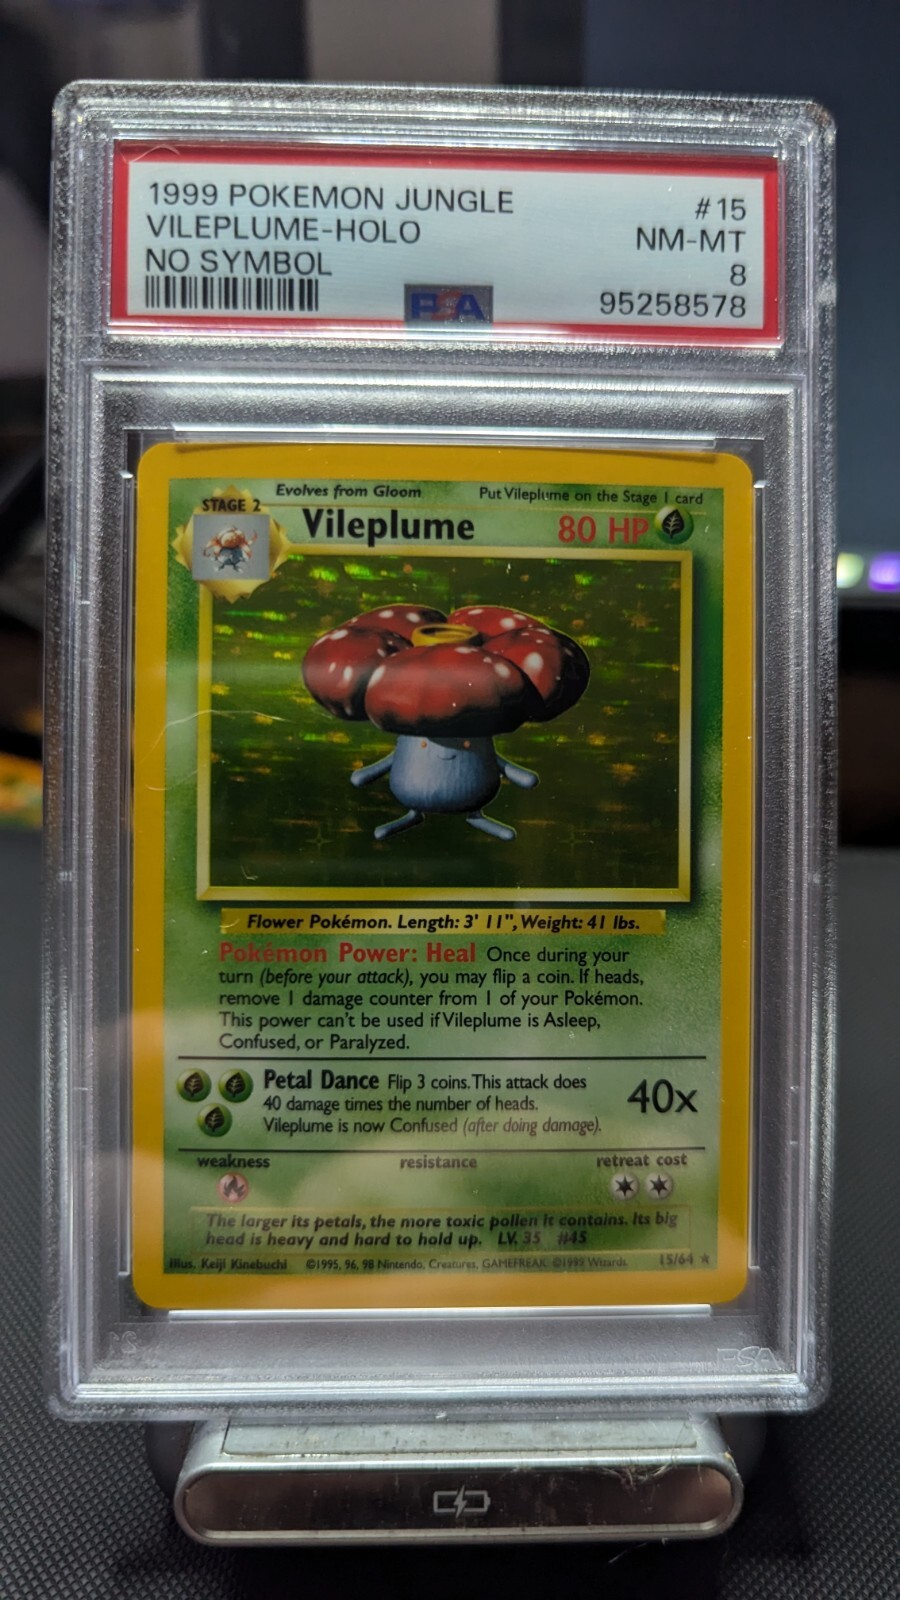 1999 POKEMON JUNGLE #15
VILEPLUME-HOLO NM-MT
NO SYMBOL 8
PSA 95258578
Evolves from Gloom Put Vileplume on the Stage 1 card
STAGE 2
Vileplume 80 HP
Flower Pokémon. Length: 3' 11", Weight: 41 lbs.
Pokémon Power: Heal Once during your
turn (before your attack), you may flip a coin. If heads,
remove 1 damage counter from 1 of your Pokémon.
This power can't be used if Vileplume is Asleep,
Confused, or Paralyzed.
Petal Dance Flip 3 coins. This attack does
40 damage times the number of heads.
Vileplume is now Confused (after doing damage).
40x
weakness resistance retreat cost
The larger its petals, the more toxic pollen it contains. Its big
head is heavy and hard to hold up. LV. 35 #45
Illus. Keiji Kinebuchi ©1995, 96, 98 Nintendo, Creatures, GAMEFREAK. ©1999 Wizards. 15/64 ★
PSA